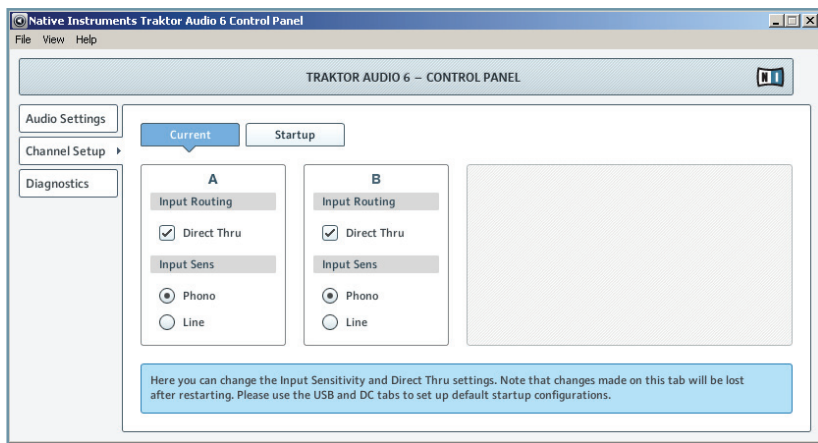 Native Instruments Traktor Audio 6 Control Panel
File View Help
TRAKTOR AUDIO 6 – CONTROL PANEL
NI
Audio Settings
Channel Setup
Diagnostics
Current Startup
A B
Input Routing Input Routing
Direct Thru Direct Thru
Input Sens Input Sens
Phono Phono
Line Line
Here you can change the Input Sensitivity and Direct Thru settings. Note that changes made on this tab will be lost
after restarting. Please use the USB and DC tabs to set up default startup configurations.